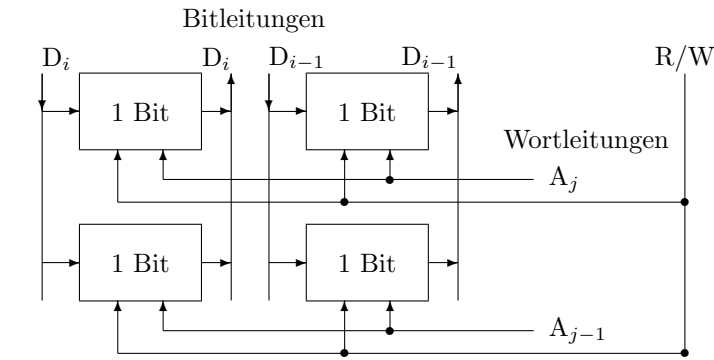 Bitleitungen
D_i D_i D_{i−1} D_{i−1} R/W
1 Bit 1 Bit
Wortleitungen
A_j
1 Bit 1 Bit
A_{j−1}